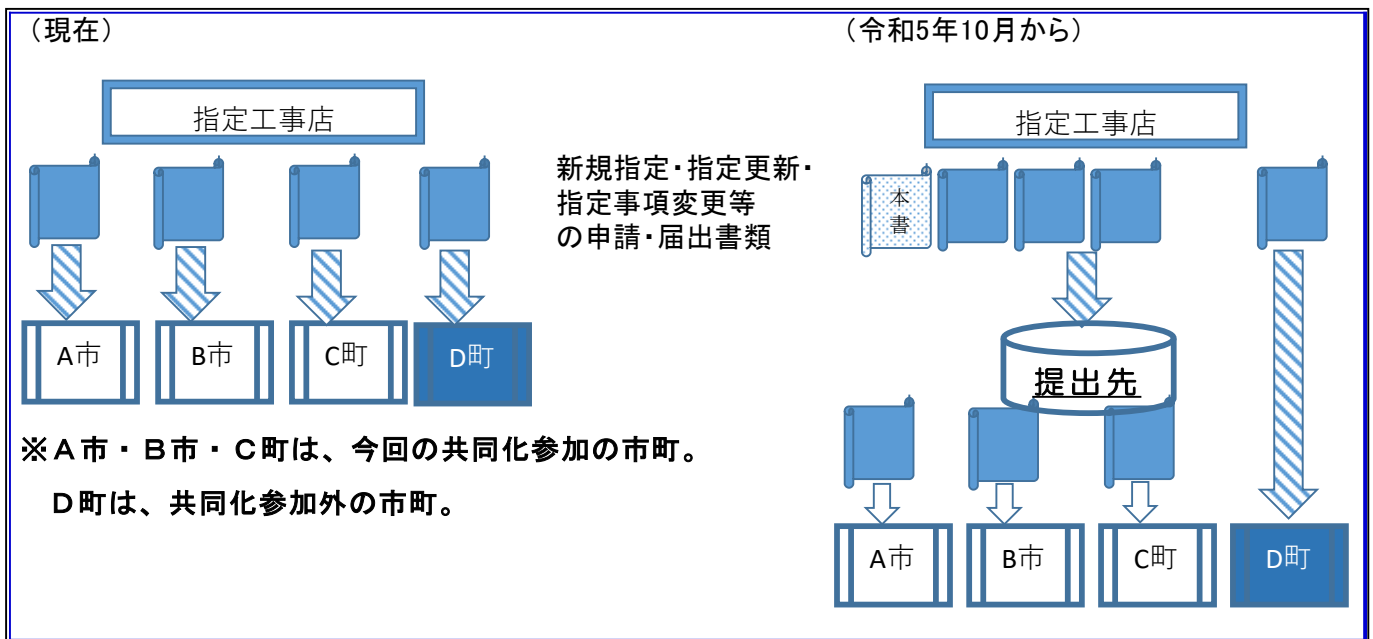 （現在）
指定工事店
A市
B市
C町
D町
※Ａ市・Ｂ市・Ｃ町は、今回の共同化参加の市町。
Ｄ町は、共同化参加外の市町。
新規指定・指定更新・
指定事項変更等
の申請・届出書類
（令和5年10月から）
指定工事店
本
書
提出先
A市
B市
C町
D町